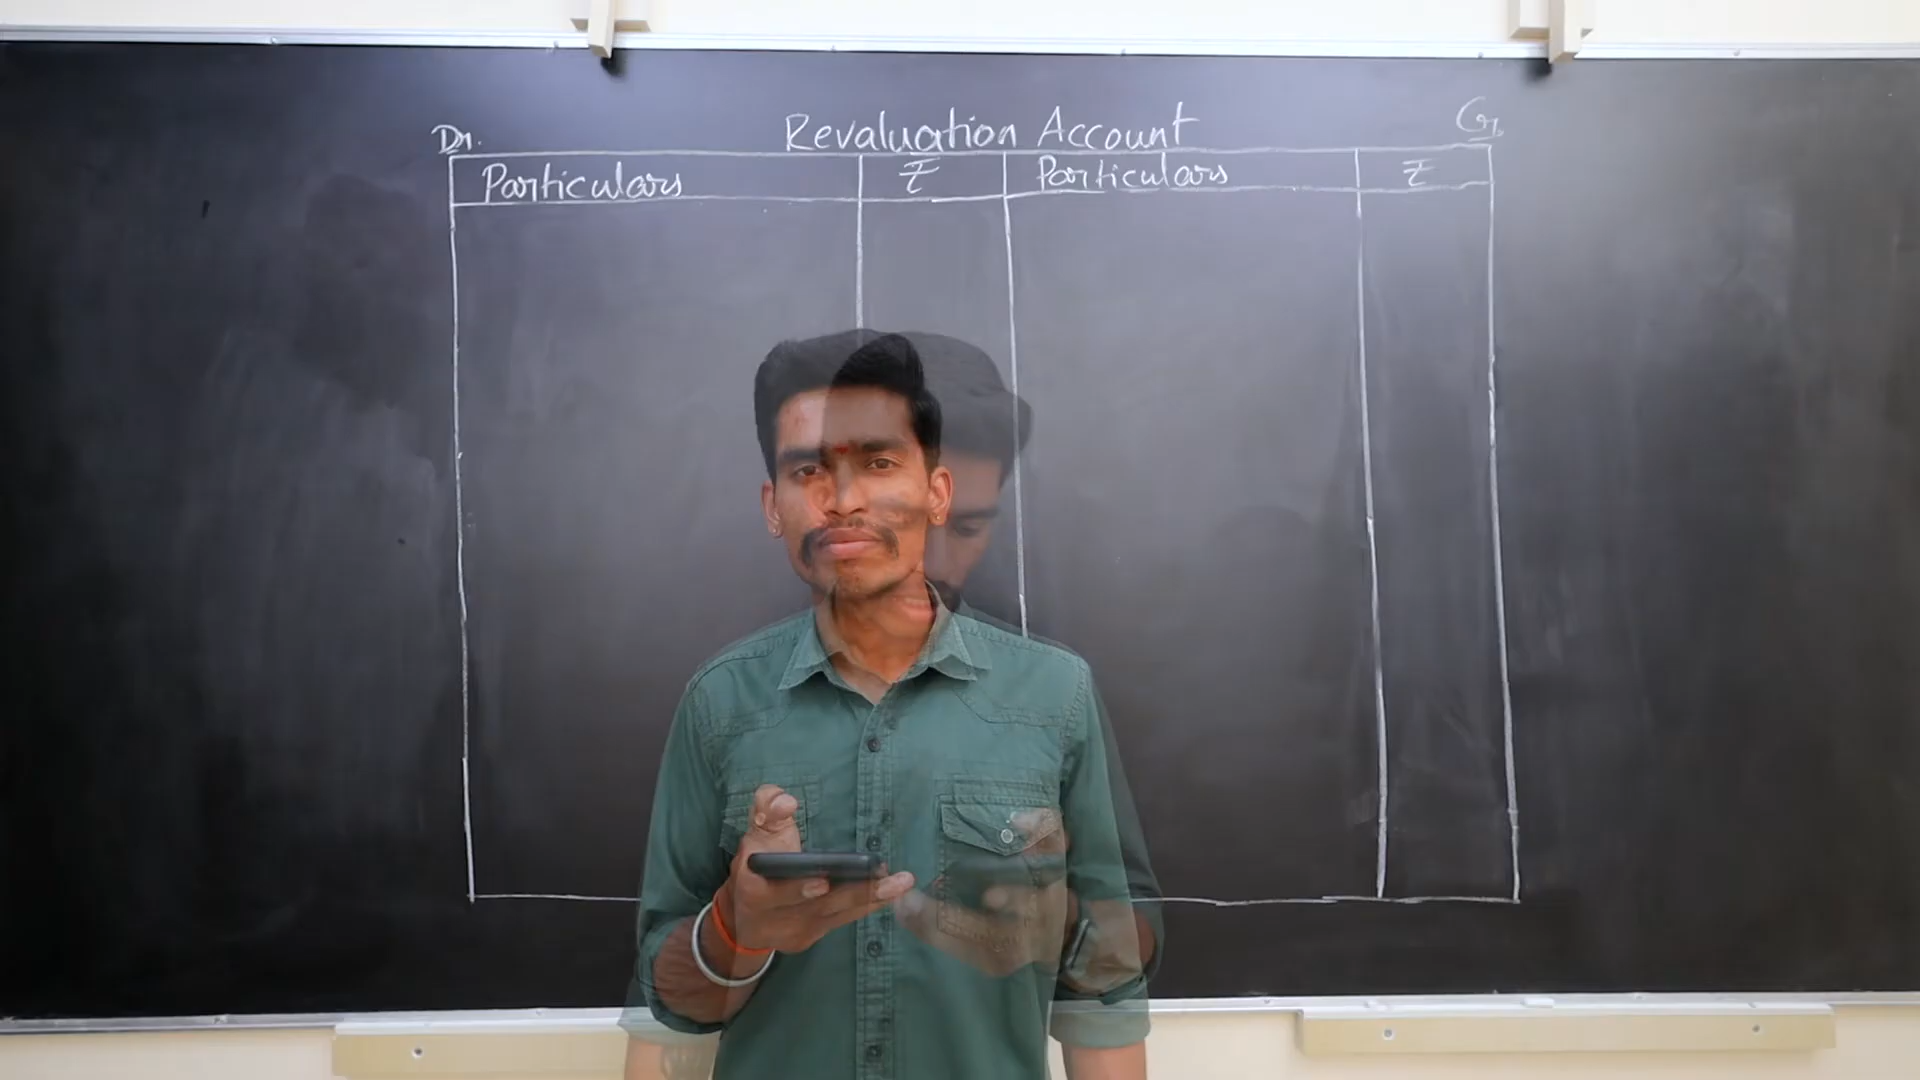 Dr. Revaluation Account Cr.
Particulars ₹ Particulars ₹